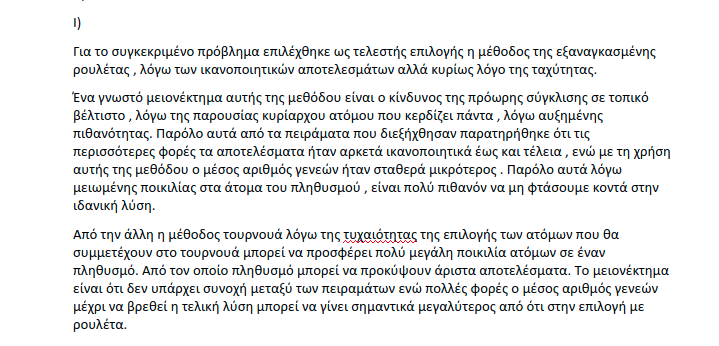 Ι)
Για το συγκεκριμένο πρόβλημα επιλέχθηκε ως τελεστής επιλογής η μέθοδος της εξαναγκασμένης
ρουλέτας , λόγω των ικανοποιητικών αποτελεσμάτων αλλά κυρίως λόγο της ταχύτητας.
Ένα γνωστό μειονέκτημα αυτής της μεθόδου είναι ο κίνδυνος της πρόωρης σύγκλισης σε τοπικό
βέλτιστο , λόγω της παρουσίας κυρίαρχου ατόμου που κερδίζει πάντα , λόγω αυξημένης
πιθανότητας. Παρόλο αυτά από τα πειράματα που διεξήχθησαν παρατηρήθηκε ότι τις
περισσότερες φορές τα αποτελέσματα ήταν αρκετά ικανοποιητικά έως και τέλεια , ενώ με τη χρήση
αυτής της μεθόδου ο μέσος αριθμός γενεών ήταν σταθερά μικρότερος . Παρόλο αυτά λόγω
μειωμένης ποικιλίας στα άτομα του πληθυσμού , είναι πολύ πιθανόν να μη φτάσουμε κοντά στην
ιδανική λύση.
Από την άλλη η μέθοδος τουρνουά λόγω της τυχαιότητας της επιλογής των ατόμων που θα
συμμετέχουν στο τουρνουά μπορεί να προσφέρει πολύ μεγάλη ποικιλία ατόμων σε έναν
πληθυσμό. Από τον οποίο πληθυσμό μπορεί να προκύψουν άριστα αποτελέσματα. Το μειονέκτημα
είναι ότι δεν υπάρχει συνοχή μεταξύ των πειραμάτων ενώ πολλές φορές ο μέσος αριθμός γενεών
μέχρι να βρεθεί η τελική λύση μπορεί να γίνει σημαντικά μεγαλύτερος από ότι στην επιλογή με
ρουλέτα.